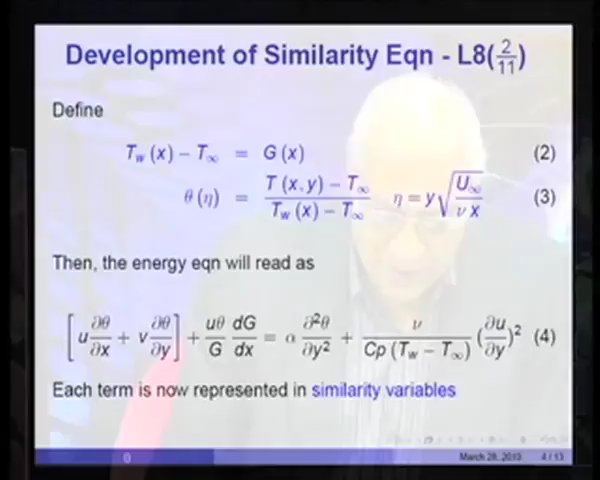 Development of Similarity Eqn - L8(2/11)
Define
T_w (x) − T_∞ = G (x) (2)
θ (η) = T (x, y) − T_∞ / T_w (x) − T_∞ η = y √(U_∞ / ν x) (3)
Then, the energy eqn will read as
[u ∂θ/∂x + v ∂θ/∂y] + uθ/G dG/dx = α ∂²θ/∂y² + ν/Cp (T_w − T_∞) (∂u/∂y)² (4)
Each term is now represented in similarity variables
() March 28, 2010 4 / 13